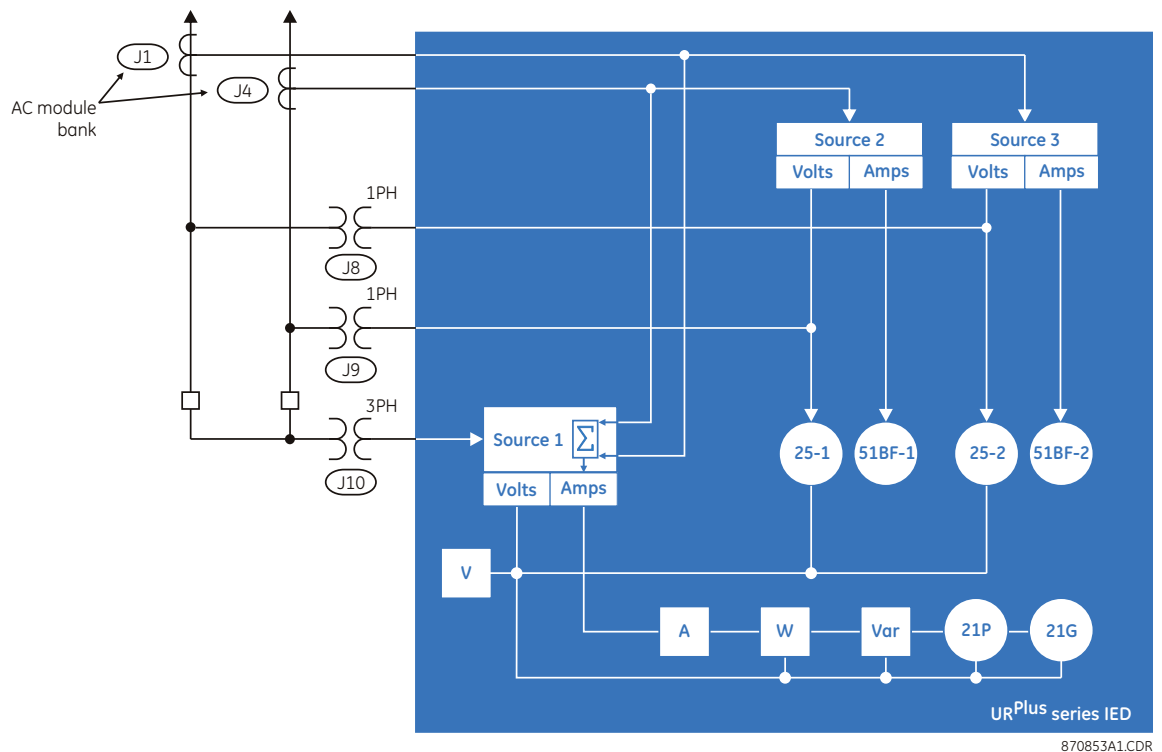 J1
J4
AC module
bank
Source 2
Volts
Amps
Source 3
Volts
Amps
1PH
J8
1PH
J9
3PH
J10
Source 1
Σ
Volts
Amps
25-1
51BF-1
25-2
51BF-2
V
A
W
Var
21P
21G
URPlus series IED
870853A1.CDR